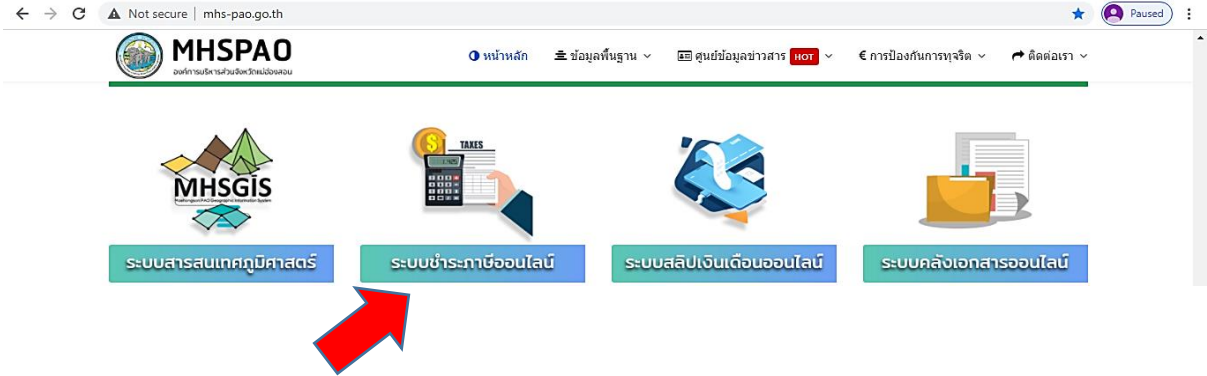 Not secure | mhs-pao.go.th
Paused
MHSPAO
องค์การบริหารส่วนจังหวัดแม่ฮ่องสอน
หน้าหลัก
ข้อมูลพื้นฐาน
ศูนย์ข้อมูลข่าวสาร HOT
การป้องกันการทุจริต
ติดต่อเรา
MHSGIS
TAXES
ระบบสารสนเทศภูมิศาสตร์
ระบบชำระภาษีออนไลน์
ระบบสลิปเงินเดือนออนไลน์
ระบบคลังเอกสารออนไลน์